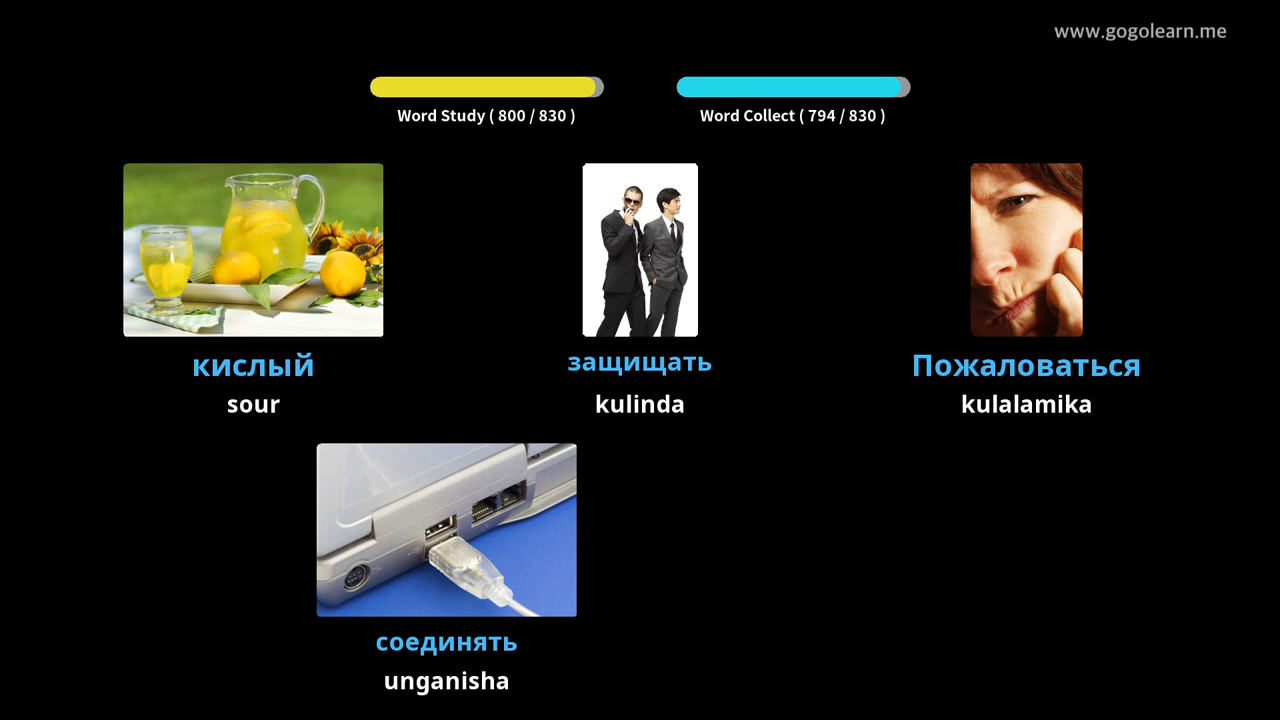 www.gogolearn.me
Word Study ( 800 / 830 )
Word Collect ( 794 / 830 )
кислый
sour
защищать
kulinda
Пожаловаться
kulalamika
соединять
unganisha